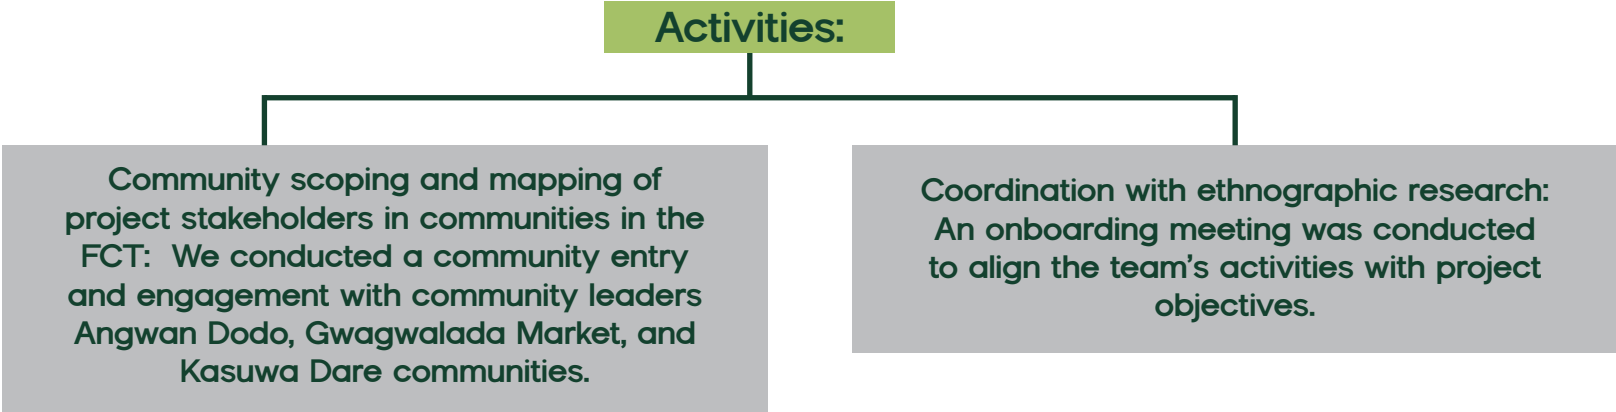 Activities:
Community scoping and mapping of
project stakeholders in communities in the
FCT:  We conducted a community entry
and engagement with community leaders
Angwan Dodo, Gwagwalada Market, and
Kasuwa Dare communities.
Coordination with ethnographic research:
An onboarding meeting was conducted
to align the team’s activities with project
objectives.